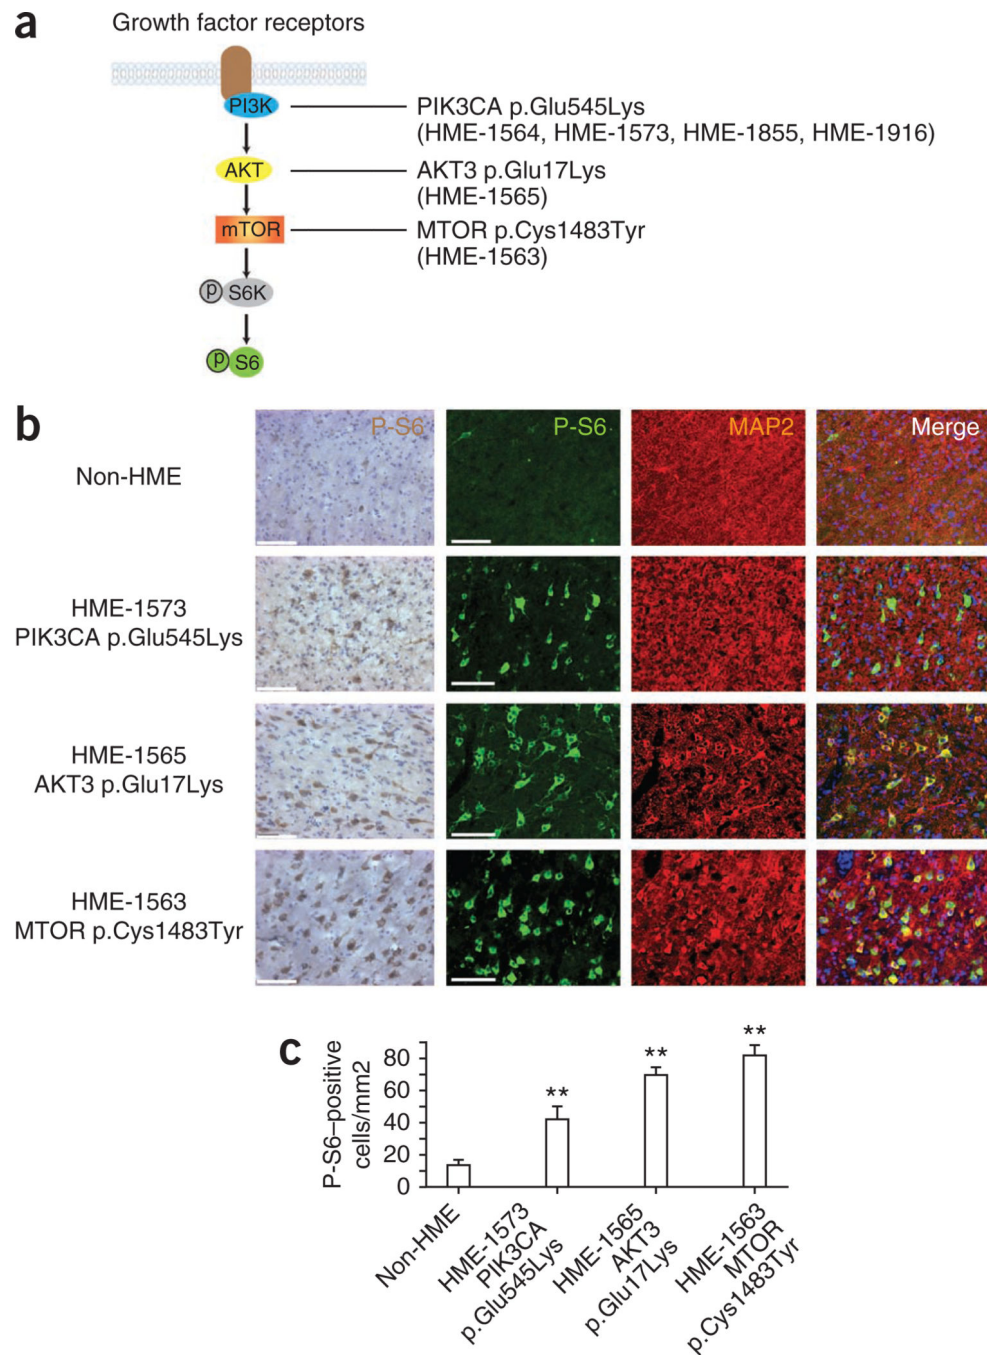 a
Growth factor receptors
PI3K
PIK3CA p.Glu545Lys
(HME-1564, HME-1573, HME-1855, HME-1916)
AKT
AKT3 p.Glu17Lys
(HME-1565)
mTOR
MTOR p.Cys1483Tyr
(HME-1563)
p
S6K
p
S6
b
P-S6
P-S6
MAP2
Merge
Non-HME
HME-1573
PIK3CA p.Glu545Lys
HME-1565
AKT3 p.Glu17Lys
HME-1563
MTOR p.Cys1483Tyr
c
P-S6–positive
cells/mm2
80
60
40
20
0
**
**
**
Non-HME
HME-1573
PIK3CA
p.Glu545Lys
HME-1565
AKT3
p.Glu17Lys
HME-1563
MTOR
p.Cys1483Tyr